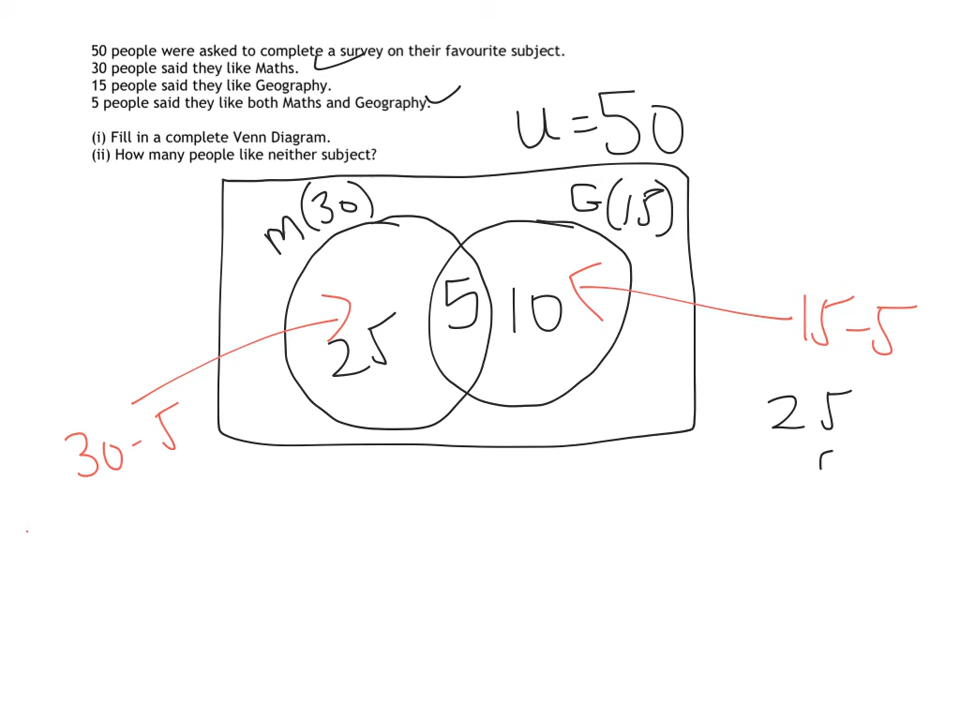 50 people were asked to complete a survey on their favourite subject.
30 people said they like Maths.
15 people said they like Geography.
5 people said they like both Maths and Geography.
(i) Fill in a complete Venn Diagram.
(ii) How many people like neither subject?
U=50
M(30)
G(15)
25
5
10
15-5
30-5
25